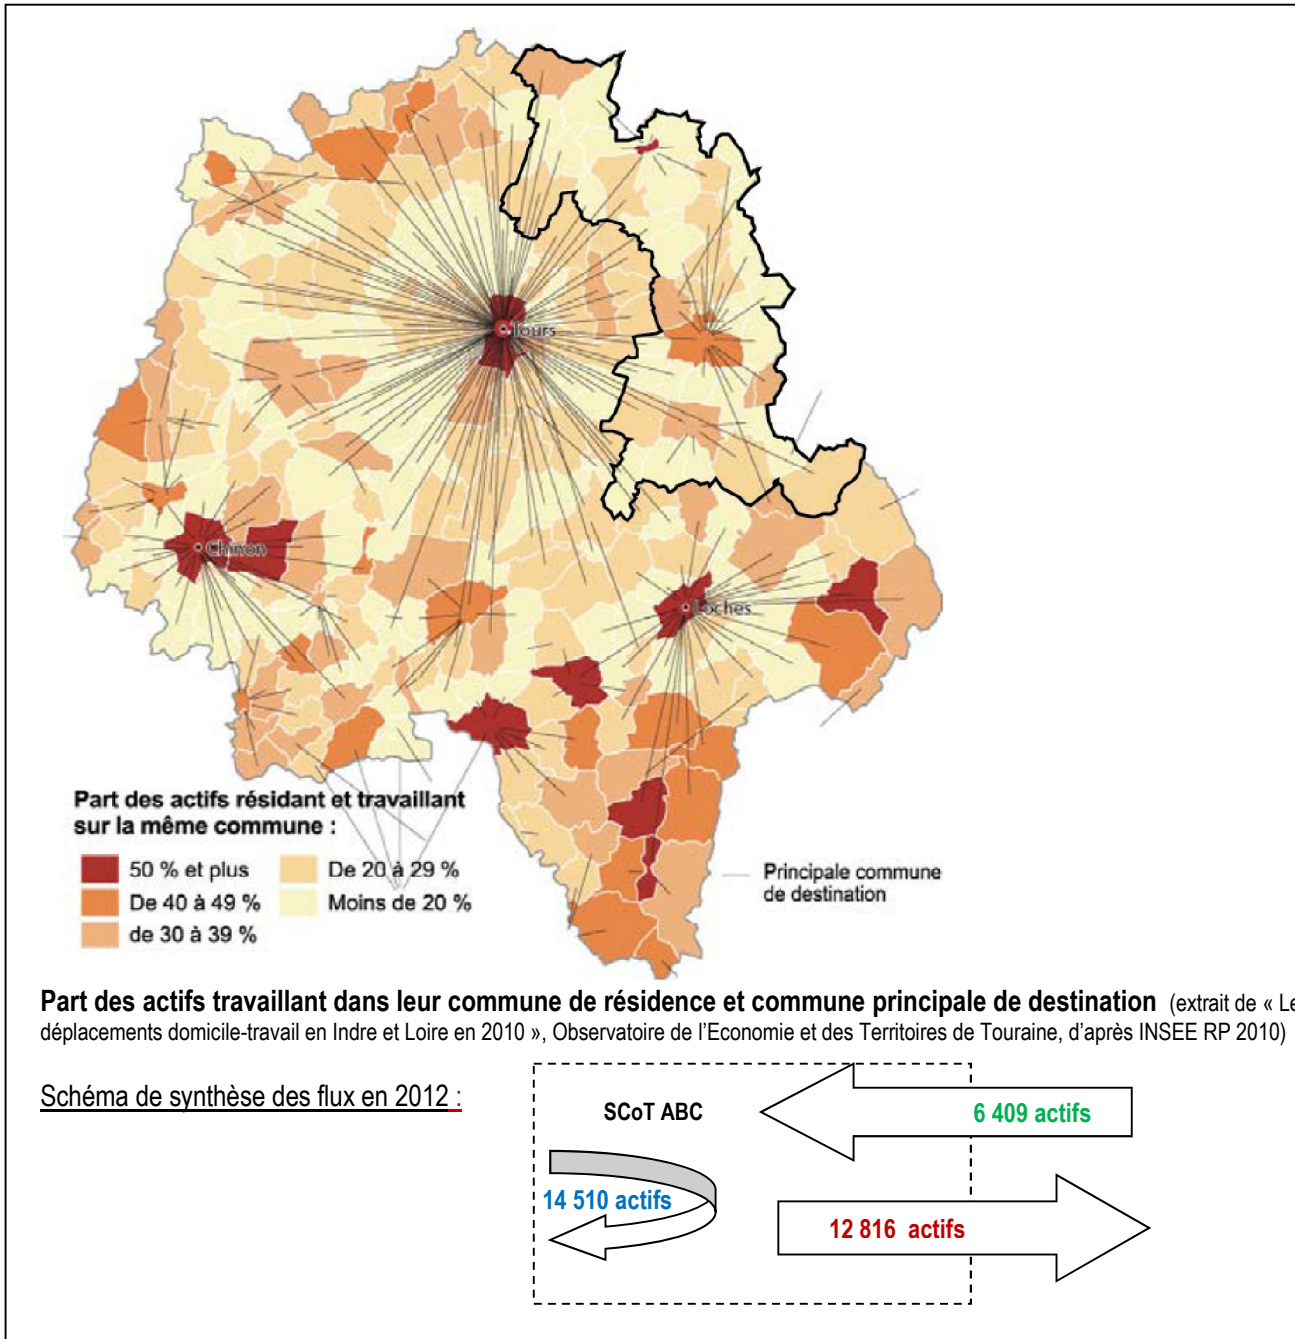 Tours
Chinon
Loches
Part des actifs résidant et travaillant
sur la même commune :
50 % et plus
De 20 à 29 %
De 40 à 49 %
Moins de 20 %
de 30 à 39 %
Principale commune
de destination
Part des actifs travaillant dans leur commune de résidence et commune principale de destination (extrait de « Le
déplacements domicile-travail en Indre et Loire en 2010 », Observatoire de l'Economie et des Territoires de Touraine, d'après INSEE RP 2010)
Schéma de synthèse des flux en 2012 :
SCoT ABC
6 409 actifs
14 510 actifs
12 816 actifs